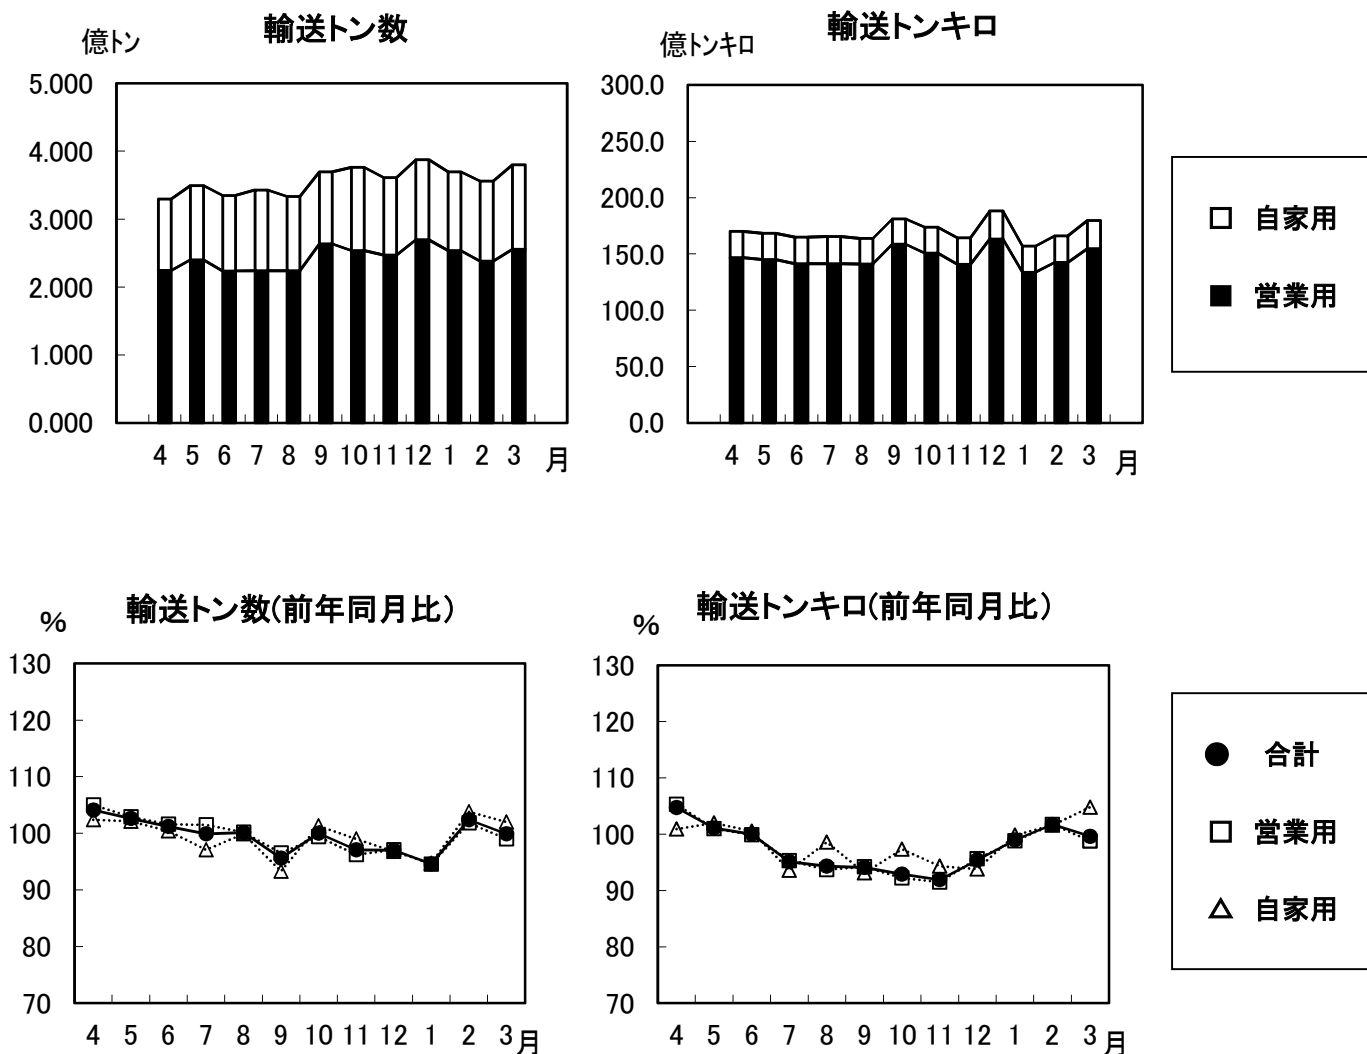 輸送トン数
億トン
5.000
4.000
3.000
2.000
1.000
0.000
4 5 6 7 8 9 10 11 12 1 2 3 月
輸送トンキロ
億トンキロ
300.0
250.0
200.0
150.0
100.0
50.0
0.0
4 5 6 7 8 9 10 11 12 1 2 3 月
自家用
営業用
輸送トン数(前年同月比)
%
130
120
110
100
90
80
70
4 5 6 7 8 9 10 11 12 1 2 3 月
輸送トンキロ(前年同月比)
%
130
120
110
100
90
80
70
4 5 6 7 8 9 10 11 12 1 2 3 月
合計
営業用
自家用